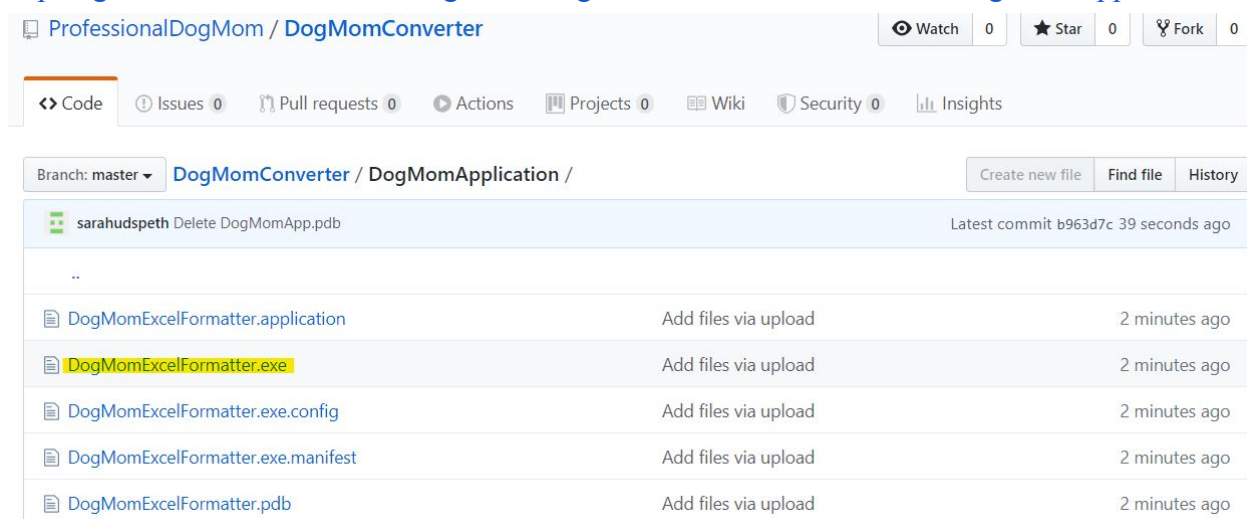 ProfessionalDogMom / DogMomConverter Watch 0 Star 0 Fork 0
Code Issues 0 Pull requests 0 Actions Projects 0 Wiki Security 0 Insights
Branch: master DogMomConverter / DogMomApplication / Create new file Find file History
sarahudspeth Delete DogMomApp.pdb Latest commit b963d7c 39 seconds ago
..
DogMomExcelFormatter.application Add files via upload 2 minutes ago
DogMomExcelFormatter.exe Add files via upload 2 minutes ago
DogMomExcelFormatter.exe.config Add files via upload 2 minutes ago
DogMomExcelFormatter.exe.manifest Add files via upload 2 minutes ago
DogMomExcelFormatter.pdb Add files via upload 2 minutes ago